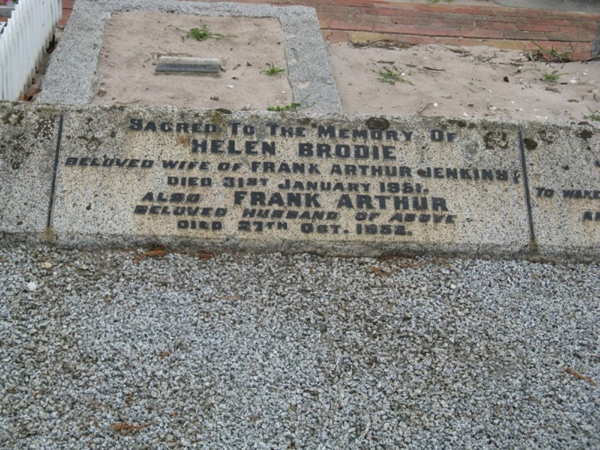 Sacred To The Memory Of
HELEN BRODIE
BELOVED WIFE OF FRANK ARTHUR JENKINS
DIED 31ST JANUARY 1951.
ALSO FRANK ARTHUR
BELOVED HUSBAND OF ABOVE
DIED 27TH OCT. 1952.
TO WAKE